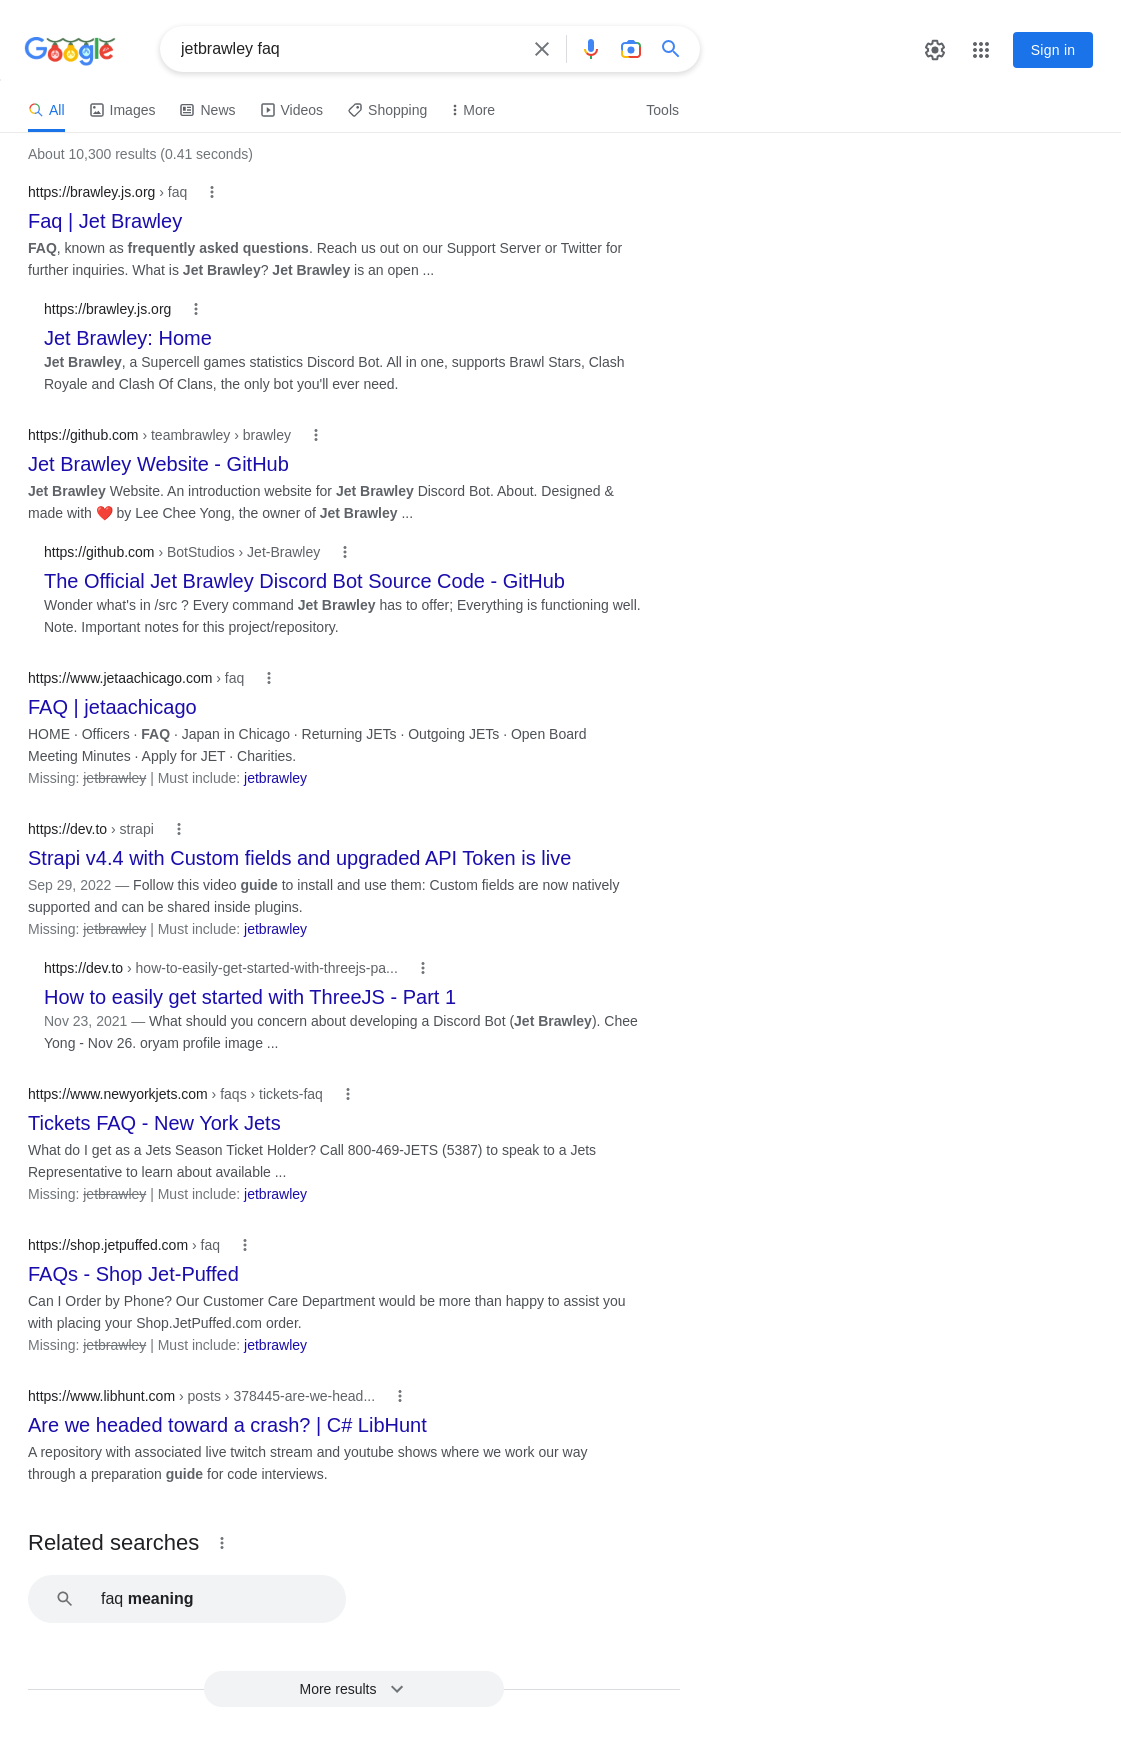 Google
jetbrawley faq
Sign in
All
Images
News
Videos
Shopping
More
Tools
About 10,300 results (0.41 seconds)
https://brawley.js.org › faq
Faq | Jet Brawley
FAQ, known as frequently asked questions. Reach us out on our Support Server or Twitter for
further inquiries. What is Jet Brawley? Jet Brawley is an open ...
https://brawley.js.org
Jet Brawley: Home
Jet Brawley, a Supercell games statistics Discord Bot. All in one, supports Brawl Stars, Clash
Royale and Clash Of Clans, the only bot you'll ever need.
https://github.com › teambrawley › brawley
Jet Brawley Website - GitHub
Jet Brawley Website. An introduction website for Jet Brawley Discord Bot. About. Designed &
made with ❤️ by Lee Chee Yong, the owner of Jet Brawley ...
https://github.com › BotStudios › Jet-Brawley
The Official Jet Brawley Discord Bot Source Code - GitHub
Wonder what's in /src ? Every command Jet Brawley has to offer; Everything is functioning well.
Note. Important notes for this project/repository.
https://www.jetaachicago.com › faq
FAQ | jetaachicago
HOME · Officers · FAQ · Japan in Chicago · Returning JETs · Outgoing JETs · Open Board
Meeting Minutes · Apply for JET · Charities.
Missing: jetbrawley | Must include: jetbrawley
https://dev.to › strapi
Strapi v4.4 with Custom fields and upgraded API Token is live
Sep 29, 2022 — Follow this video guide to install and use them: Custom fields are now natively
supported and can be shared inside plugins.
Missing: jetbrawley | Must include: jetbrawley
https://dev.to › how-to-easily-get-started-with-threejs-pa...
How to easily get started with ThreeJS - Part 1
Nov 23, 2021 — What should you concern about developing a Discord Bot (Jet Brawley). Chee
Yong - Nov 26. oryam profile image ...
https://www.newyorkjets.com › faqs › tickets-faq
Tickets FAQ - New York Jets
What do I get as a Jets Season Ticket Holder? Call 800-469-JETS (5387) to speak to a Jets
Representative to learn about available ...
Missing: jetbrawley | Must include: jetbrawley
https://shop.jetpuffed.com › faq
FAQs - Shop Jet-Puffed
Can I Order by Phone? Our Customer Care Department would be more than happy to assist you
with placing your Shop.JetPuffed.com order.
Missing: jetbrawley | Must include: jetbrawley
https://www.libhunt.com › posts › 378445-are-we-head...
Are we headed toward a crash? | C# LibHunt
A repository with associated live twitch stream and youtube shows where we work our way
through a preparation guide for code interviews.
Related searches
faq meaning
More results